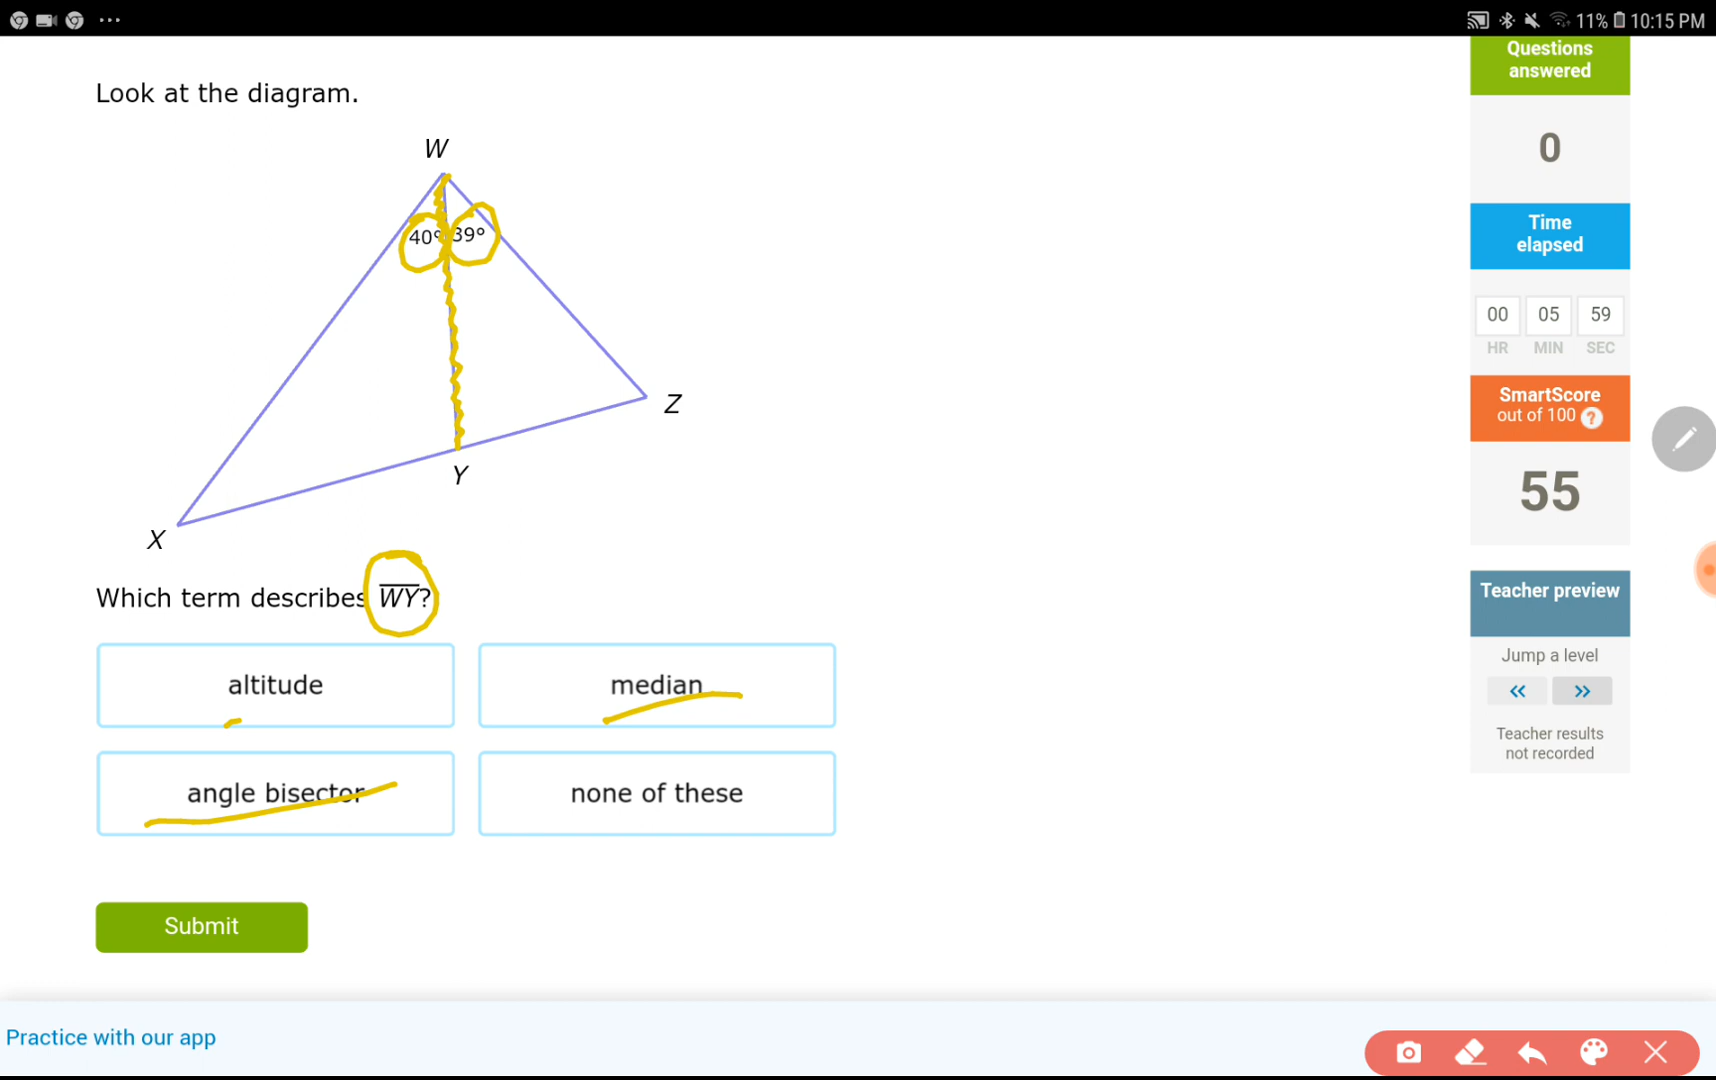 11% 10:15 PM
Look at the diagram.
W
40° 39°
Z
Y
X
Which term describes WY?
altitude
median
angle bisector
none of these
Submit
Practice with our app
Questions
answered
0
Time
elapsed
00 05 59
HR MIN SEC
SmartScore
out of 100 ?
55
Teacher preview
Jump a level
Teacher results
not recorded